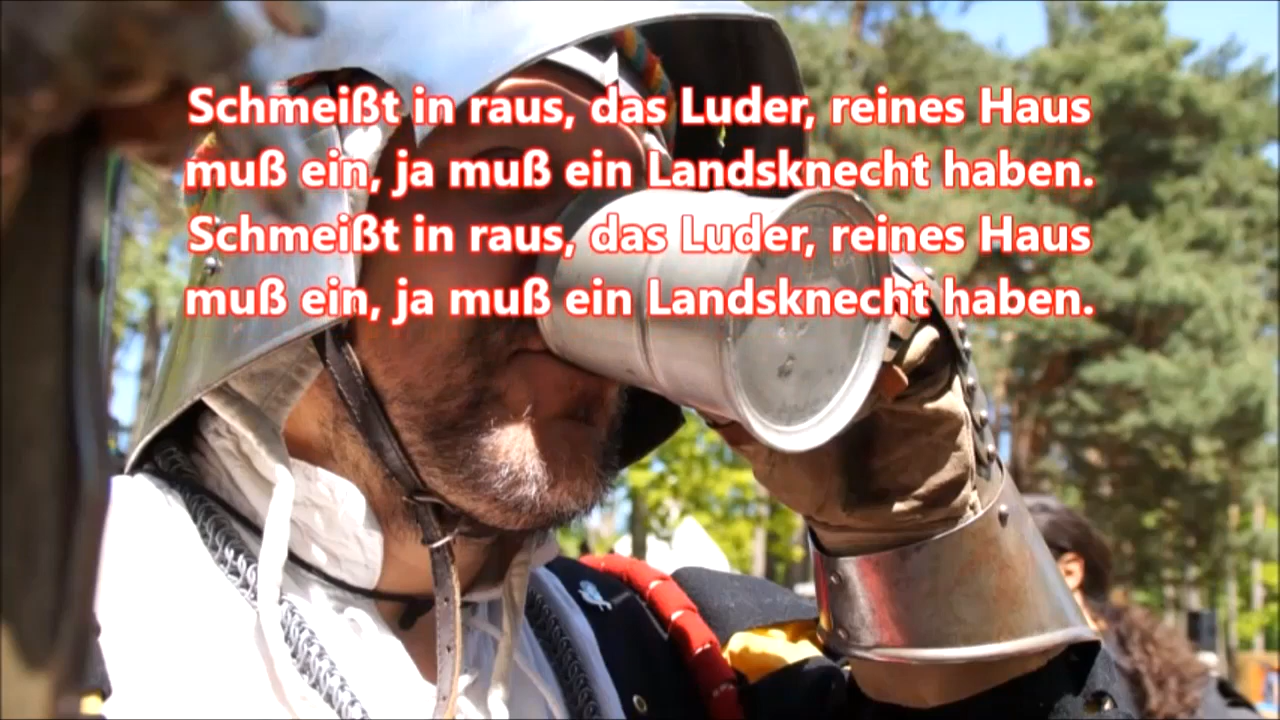 Schmeißt in raus, das Luder, reines Haus
muß ein, ja muß ein Landsknecht haben.
Schmeißt in raus, das Luder, reines Haus
muß ein, ja muß ein Landsknecht haben.